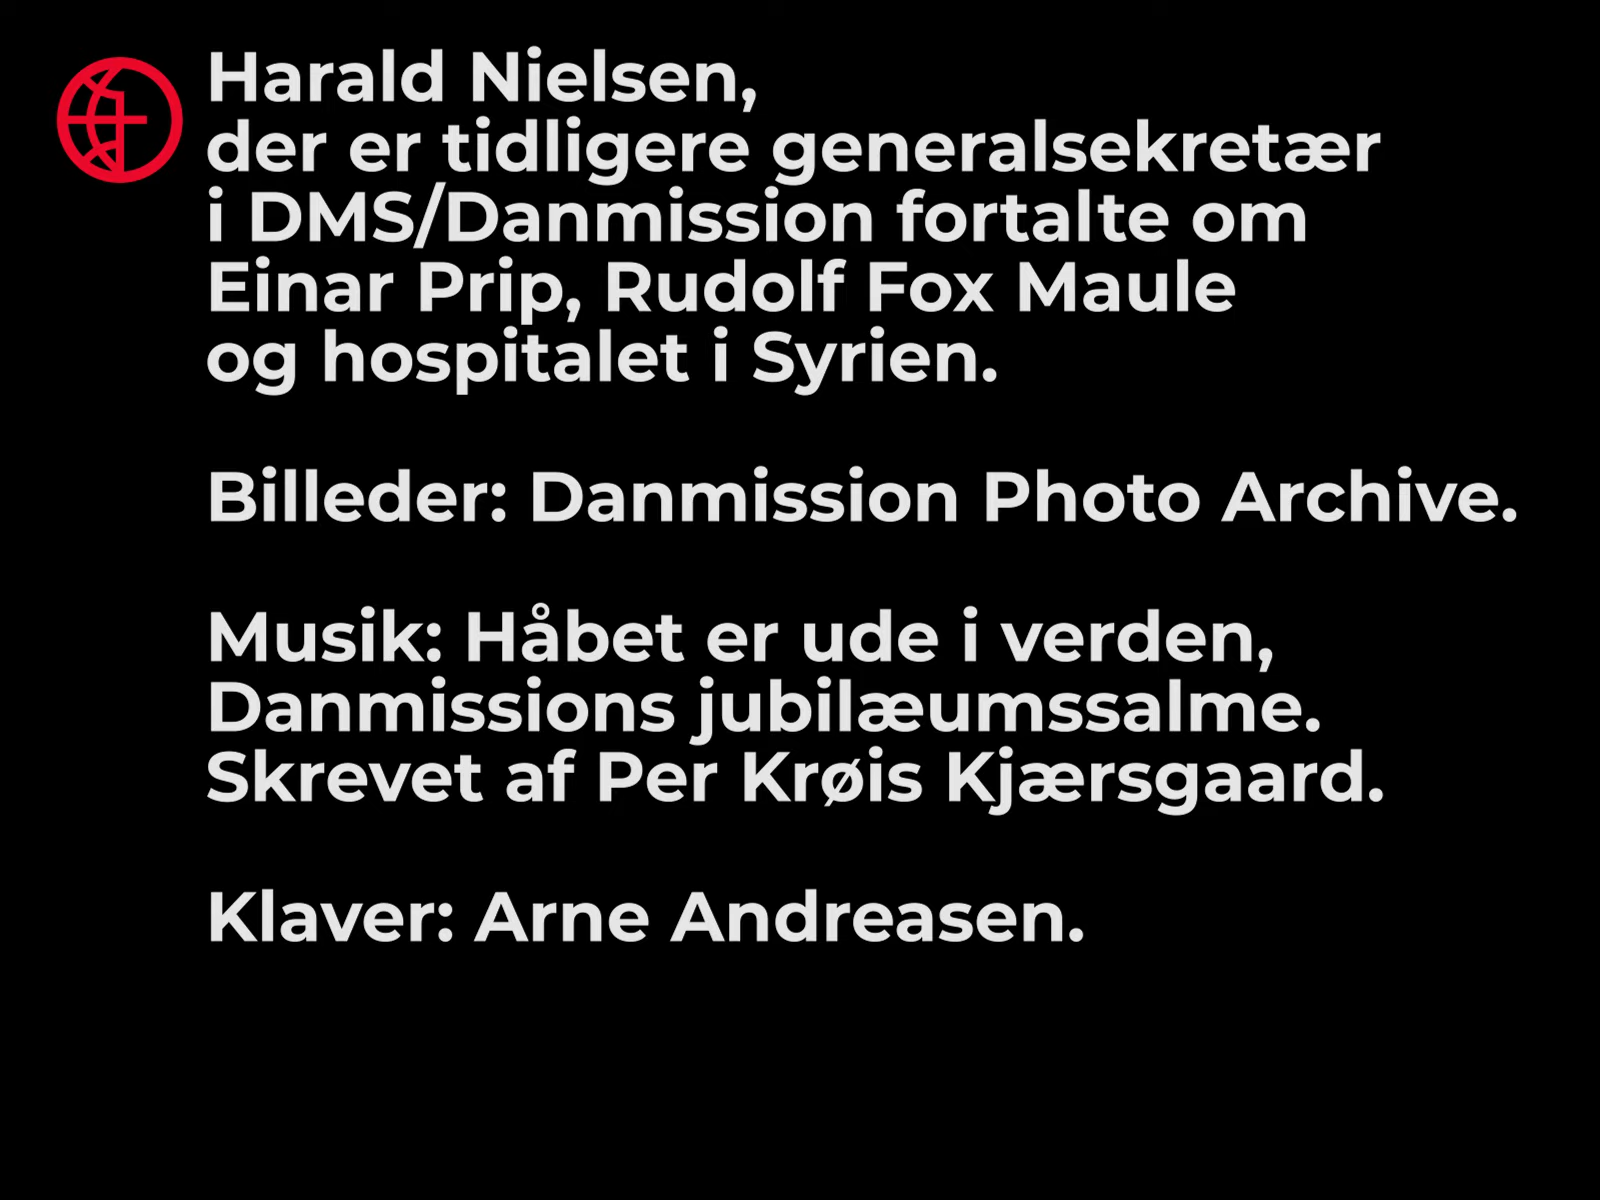 Harald Nielsen,
der er tidligere generalsekretær
i DMS/Danmission fortalte om
Einar Prip, Rudolf Fox Maule
og hospitalet i Syrien.
Billeder: Danmission Photo Archive.
Musik: Håbet er ude i verden,
Danmissions jubilæumssalme.
Skrevet af Per Krøis Kjærsgaard.
Klaver: Arne Andreasen.